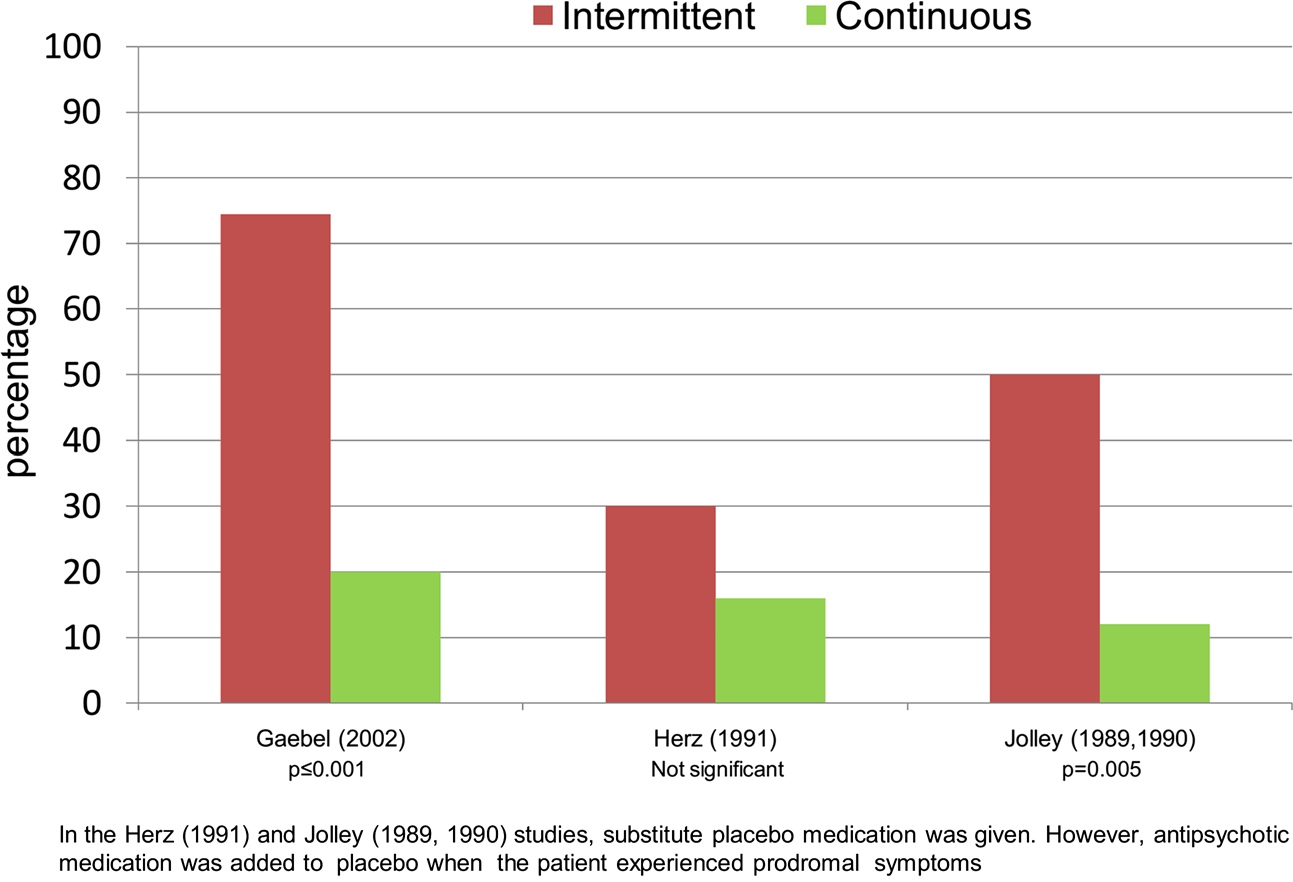 Intermittent Continuous
100
90
80
70
60
50
40
30
20
10
0
percentage
Gaebel (2002) Herz (1991) Jolley (1989,1990)
p≤0.001 Not significant p=0.005
In the Herz (1991) and Jolley (1989, 1990) studies, substitute placebo medication was given. However, antipsychotic
medication was added to placebo when the patient experienced prodromal symptoms